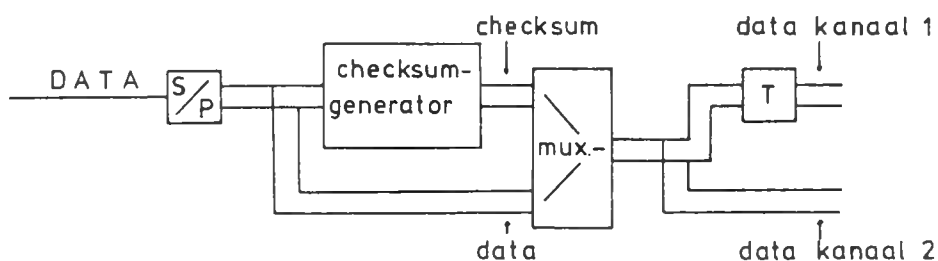 checksum
data kanaal 1
DATA
S/P
checksum-
generator
T
mux.-
data
data kanaal 2